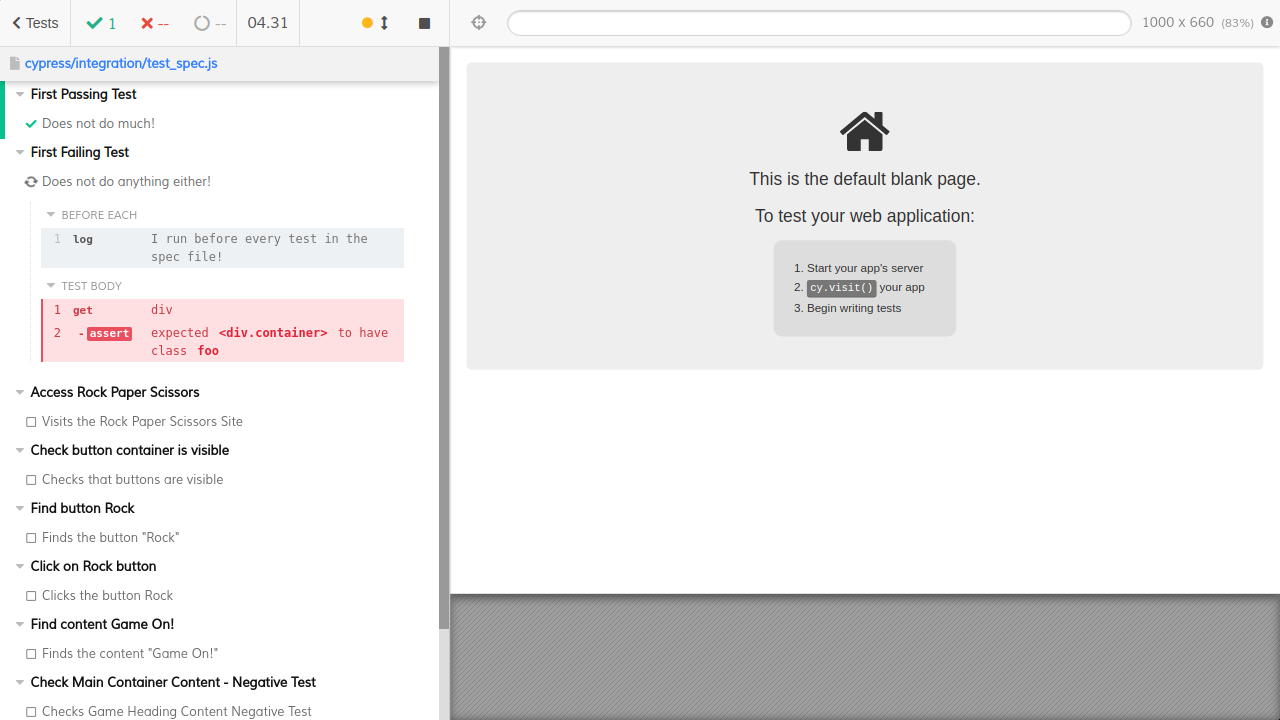 Tests 1 -- -- 04.31
1000 x 660 (83%)
cypress/integration/test_spec.js
First Passing Test
Does not do much!
First Failing Test
Does not do anything either!
BEFORE EACH
1 log I run before every test in the
spec file!
TEST BODY
1 get div
2 -assert expected <div.container> to have
class foo
Access Rock Paper Scissors
Visits the Rock Paper Scissors Site
Check button container is visible
Checks that buttons are visible
Find button Rock
Finds the button "Rock"
Click on Rock button
Clicks the button Rock
Find content Game On!
Finds the content "Game On!"
Check Main Container Content - Negative Test
Checks Game Heading Content Negative Test
This is the default blank page.
To test your web application:
1. Start your app's server
2. cy.visit() your app
3. Begin writing tests